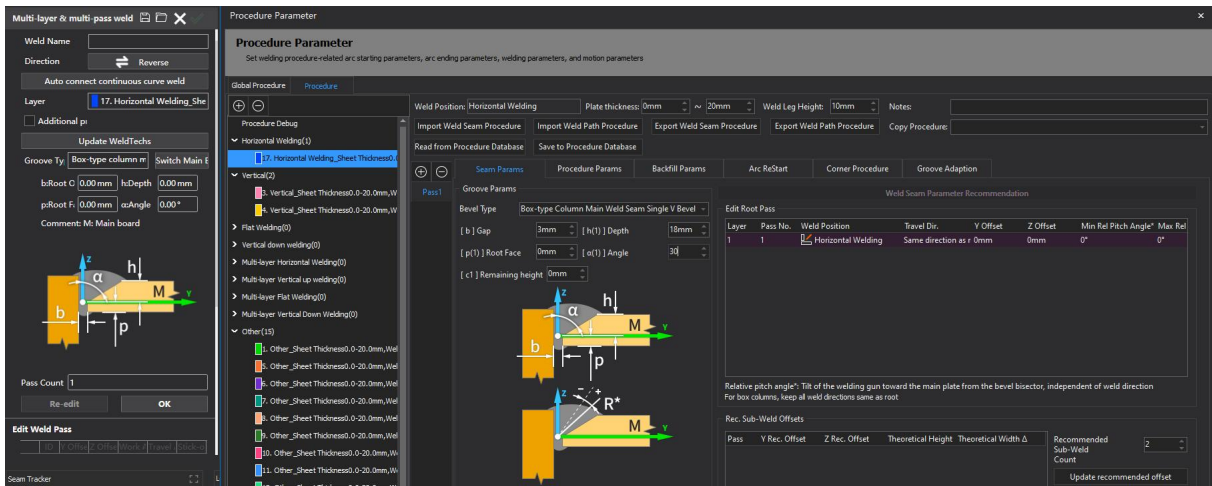 Multi-layer & multi-pass weld
Weld Name
Direction
Reverse
Auto connect continuous curve weld
Layer
17. Horizontal Welding_She
Additional pı
Update WeldTechs
Groove Ty
Box-type column m
Switch Main E
b:Root C
0.00 mm
h:Depth
0.00 mm
p:Root F
0.00 mm
α:Angle
0.00°
Comment: M: Main board
z
h
α
M
Y
b
p
Pass Count
1
Re-edit
OK
Edit Weld Pass
ID
Y Offse
Z Offse
Work A
Travel
Stick-o
Seam Tracker
L
Procedure Parameter
Procedure Parameter
Set welding procedure-related arc starting parameters, arc ending parameters, welding parameters, and motion parameters
Global Procedure
Procedure
Procedure Debug
Horizontal Welding(1)
17. Horizontal Welding_Sheet Thickness0.0
Vertical(2)
3. Vertical_Sheet Thickness0.0-20.0mm,W
4. Vertical_Sheet Thickness0.0-20.0mm,W
Flat Welding(0)
Vertical down welding(0)
Multi-layer Horizontal Welding(0)
Multi-layer Vertical up welding(0)
Multi-layer Flat Welding(0)
Multi-layer Vertical Down Welding(0)
Other(15)
1. Other_Sheet Thickness0.0-20.0mm,Wel
5. Other_Sheet Thickness0.0-20.0mm,Wel
6. Other_Sheet Thickness0.0-20.0mm,Wel
7. Other_Sheet Thickness0.0-20.0mm,Wel
8. Other_Sheet Thickness0.0-20.0mm,Wel
9. Other_Sheet Thickness0.0-20.0mm,Wel
10. Other_Sheet Thickness0.0-20.0mm,We
11. Other_Sheet Thickness0.0-20.0mm,We
Weld Position: Horizontal Welding
Plate thickness: 0mm ~ 20mm
Weld Leg Height: 10mm
Notes:
Import Weld Seam Procedure
Import Weld Path Procedure
Export Weld Seam Procedure
Export Weld Path Procedure
Copy Procedure:
Read from Procedure Database
Save to Procedure Database
Seam Params
Procedure Params
Backfill Params
Arc ReStart
Corner Procedure
Groove Adaption
Pass1
Groove Params
Bevel Type
Box-type Column Main Weld Seam Single V Bevel
[ b ] Gap
3mm
[ h(1) ] Depth
18mm
[ p(1) ] Root Face
0mm
[ α(1) ] Angle
30
[ c1 ] Remaining height
0mm
z
h
α
M
Y
b
p
z
- +
R*
M
Y
Weld Seam Parameter Recommendation
Edit Root Pass
Layer Pass No. Weld Position Travel Dir. Y Offset Z Offset Min Rel Pitch Angle* Max Rel
1 1 Horizontal Welding Same direction as r 0mm 0mm 0° 0°
Relative pitch angle*: Tilt of the welding gun toward the main plate from the bevel bisector, independent of weld direction
For box columns, keep al weld directions same as root
Rec. Sub-Weld Offsets
Pass Y Rec. Offset Z Rec. Offset Theoretical Height Theoretical Width Δ
Recommended Sub-Weld Count
2
Update recommended offset